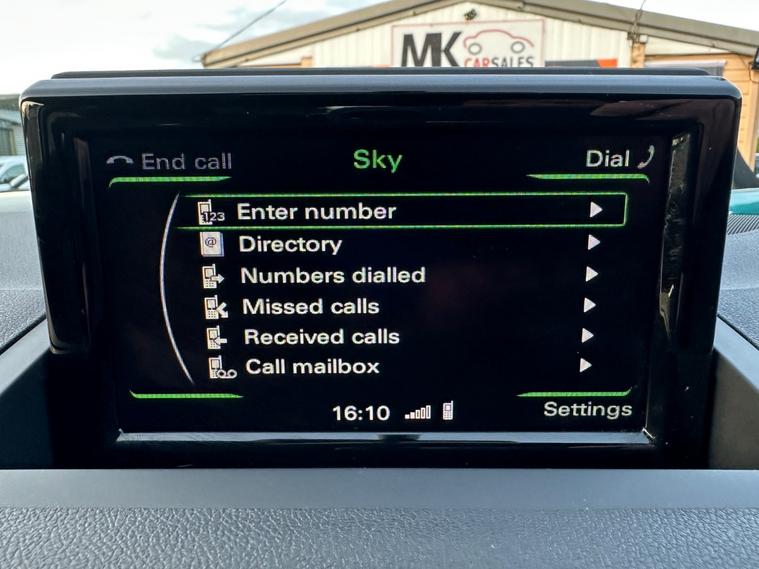 MK
CARSALES
End call
Sky
Dial
123 Enter number
@ Directory
Numbers dialled
Missed calls
Received calls
Call mailbox
16:10
Settings